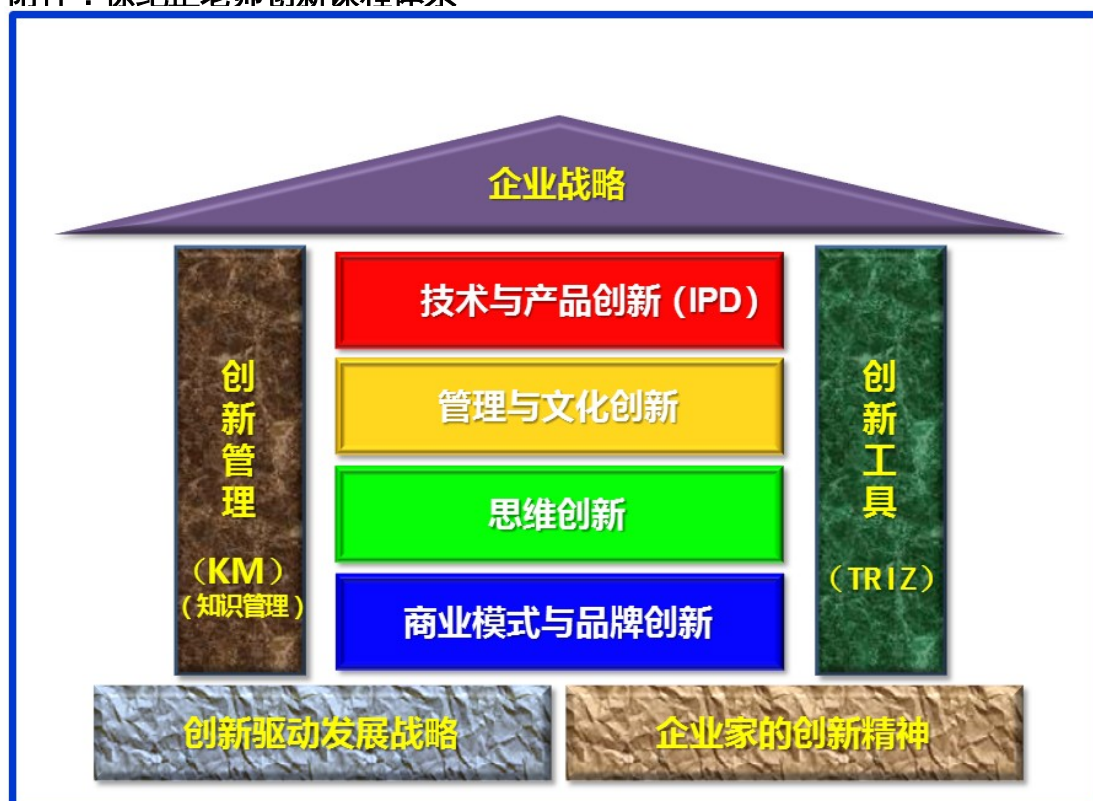 企业战略
技术与产品创新（IPD）
管理与文化创新
思维创新
商业模式与品牌创新
创新管理
（KM）
（知识管理）
创新工具
（TRIZ）
创新驱动发展战略
企业家的创新精神